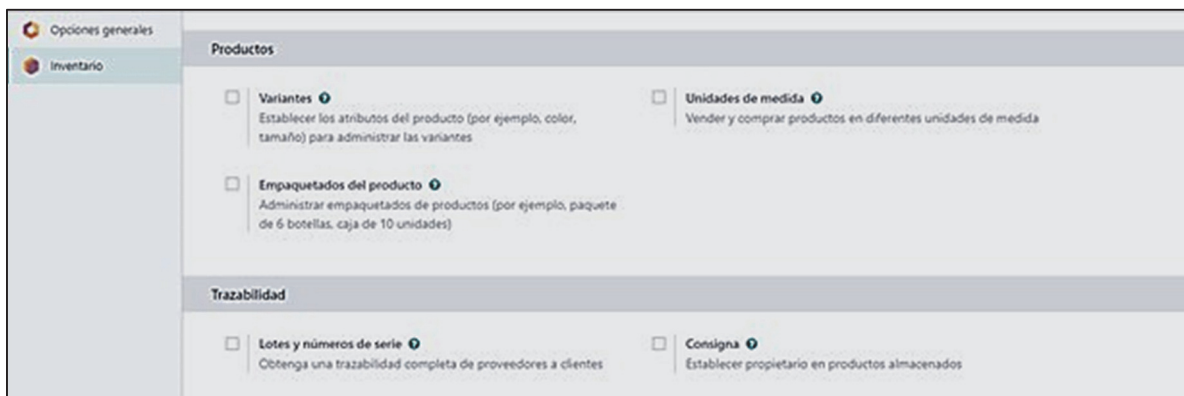 Opciones generales
Inventario
Productos
Variantes
Establecer los atributos del producto (por ejemplo, color,
tamaño) para administrar las variantes
Unidades de medida
Vender y comprar productos en diferentes unidades de medida
Empaquetados del producto
Administrar empaquetados de productos (por ejemplo, paquete
de 6 botellas, caja de 10 unidades)
Trazabilidad
Lotes y números de serie
Obtenga una trazabilidad completa de proveedores a clientes
Consigna
Establecer propietario en productos almacenados